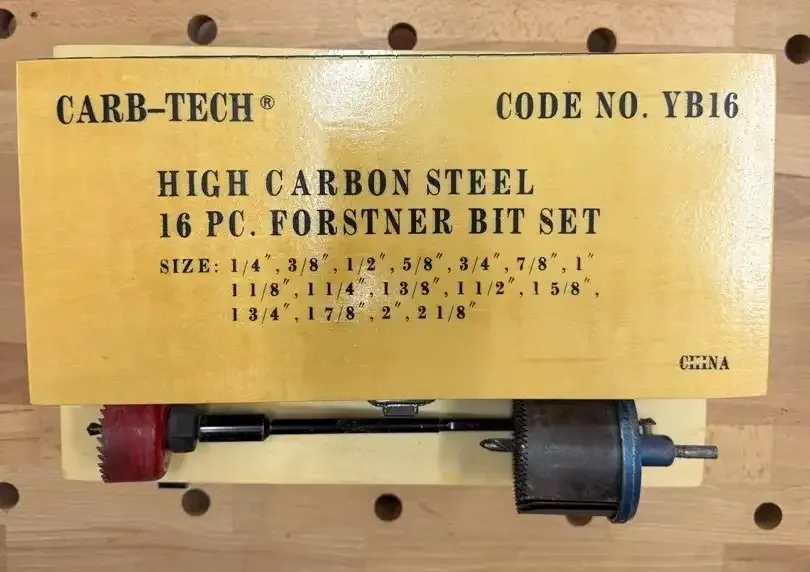 CARB-TECH® CODE NO. YB16
HIGH CARBON STEEL
16 PC. FORSTNER BIT SET
SIZE: 1/4", 3/8", 1/2", 5/8", 3/4", 7/8", 1"
1 1/8", 1 1/4", 1 3/8", 1 1/2", 1 5/8",
1 3/4", 1 7/8", 2", 2 1/8"
CHINA